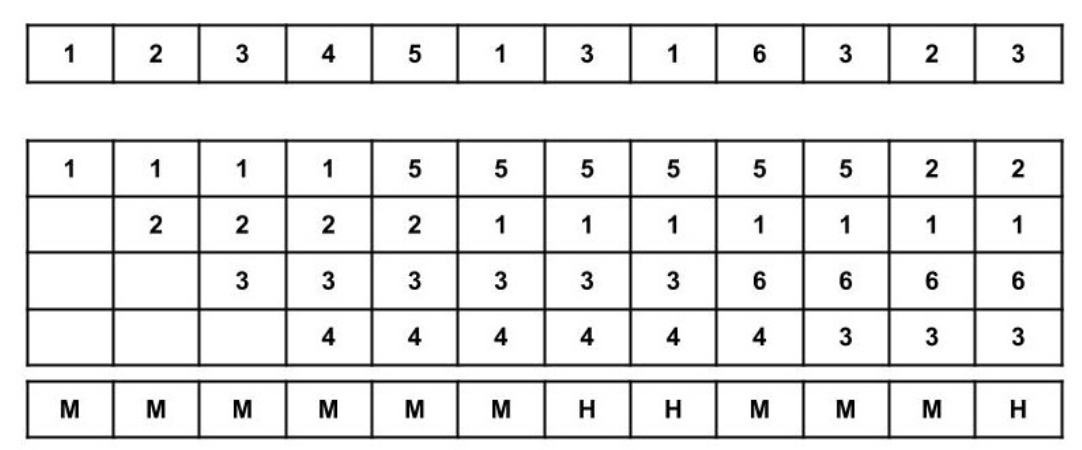 1 2 3 4 5 1 3 1 6 3 2 3
1 1 1 1 5 5 5 5 5 5 2 2
2 2 2 2 1 1 1 1 1 1 1
3 3 3 3 3 3 6 6 6 6
4 4 4 4 4 4 3 3 3
M M M M M M H H M M M H